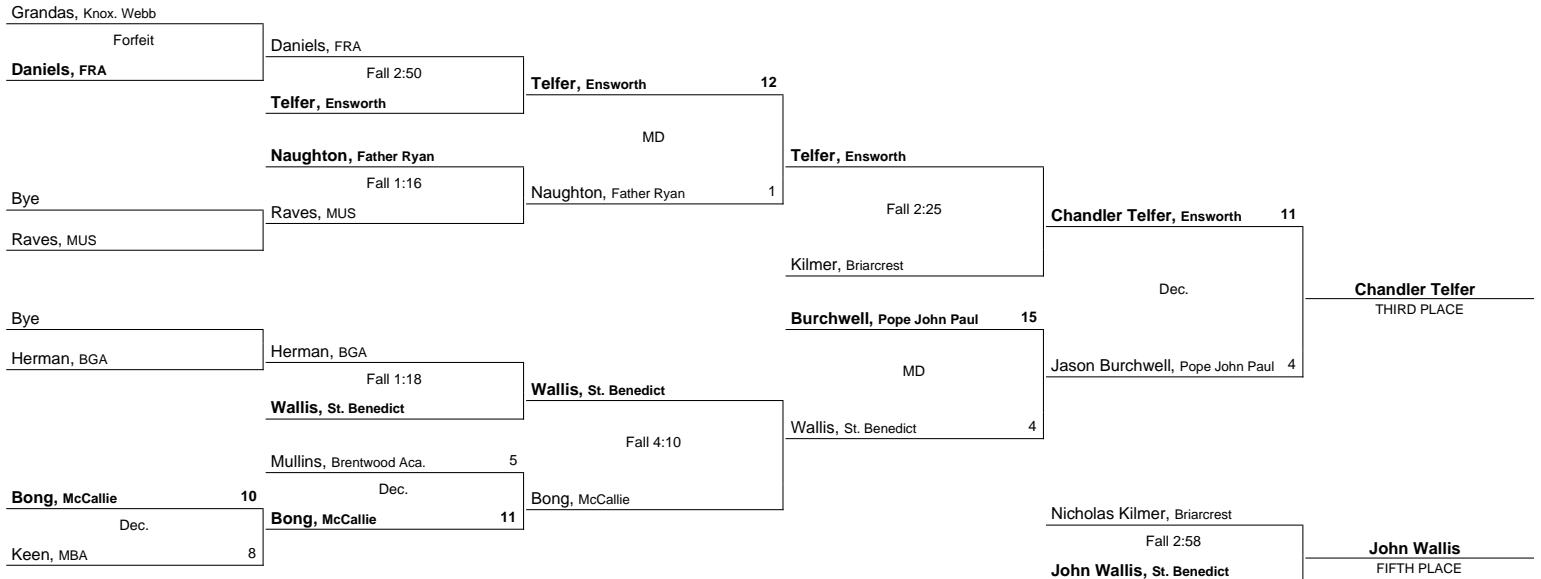 Grandas, Knox. Webb
Forfeit
Daniels, FRA
Bye
Raves, MUS
Bye
Herman, BGA
Bong, McCallie 10
Dec.
Keen, MBA 8
Daniels, FRA
Fall 2:50
Telfer, Ensworth
Naughton, Father Ryan
Fall 1:16
Raves, MUS
Herman, BGA
Fall 1:18
Wallis, St. Benedict
Mullins, Brentwood Aca. 5
Dec.
Bong, McCallie 11
Telfer, Ensworth 12
MD
Naughton, Father Ryan 1
Wallis, St. Benedict
Fall 4:10
Bong, McCallie
Telfer, Ensworth
Fall 2:25
Kilmer, Briarcrest
Burchwell, Pope John Paul 15
MD
Wallis, St. Benedict 4
Chandler Telfer, Ensworth 11
Dec.
Jason Burchwell, Pope John Paul 4
Chandler Telfer
THIRD PLACE
Nicholas Kilmer, Briarcrest
Fall 2:58
John Wallis, St. Benedict
John Wallis
FIFTH PLACE